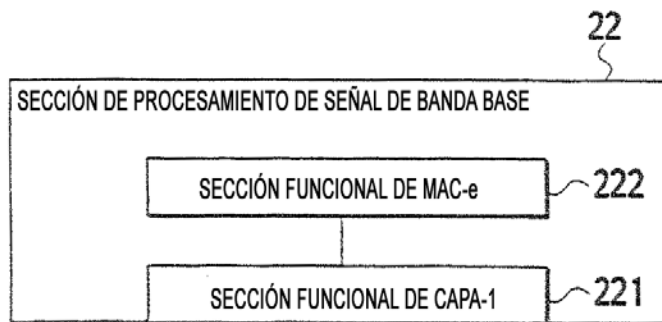 22
SECCIÓN DE PROCESAMIENTO DE SEÑAL DE BANDA BASE
SECCIÓN FUNCIONAL DE MAC-e
222
SECCIÓN FUNCIONAL DE CAPA-1
221